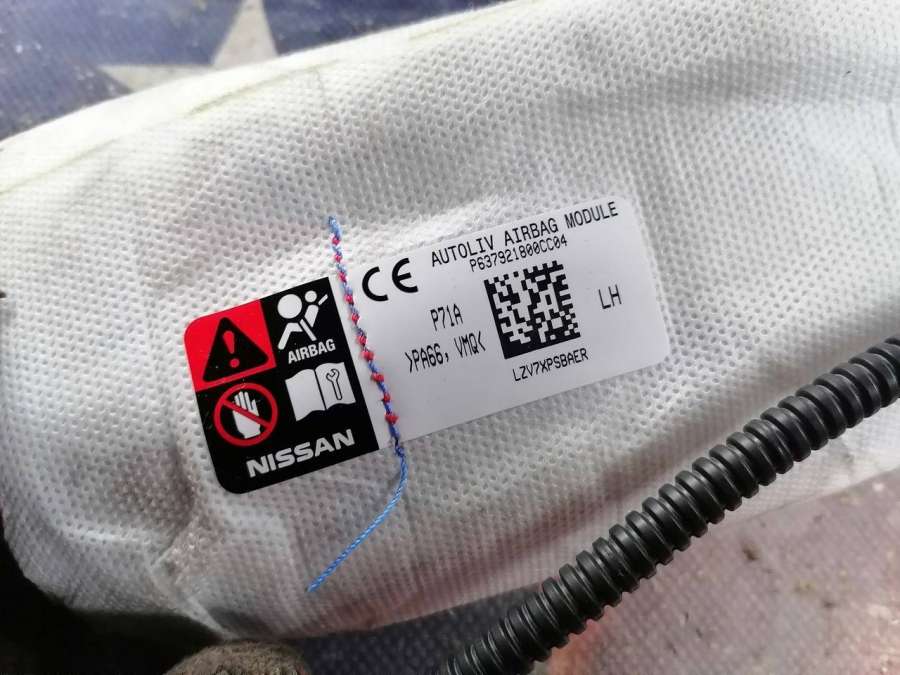 AUTOLIV AIRBAG MODULE
P637921800CC04
CE
P71A
LH
>PA66, VMQ<
LZV7XPSBAER
AIRBAG
NISSAN